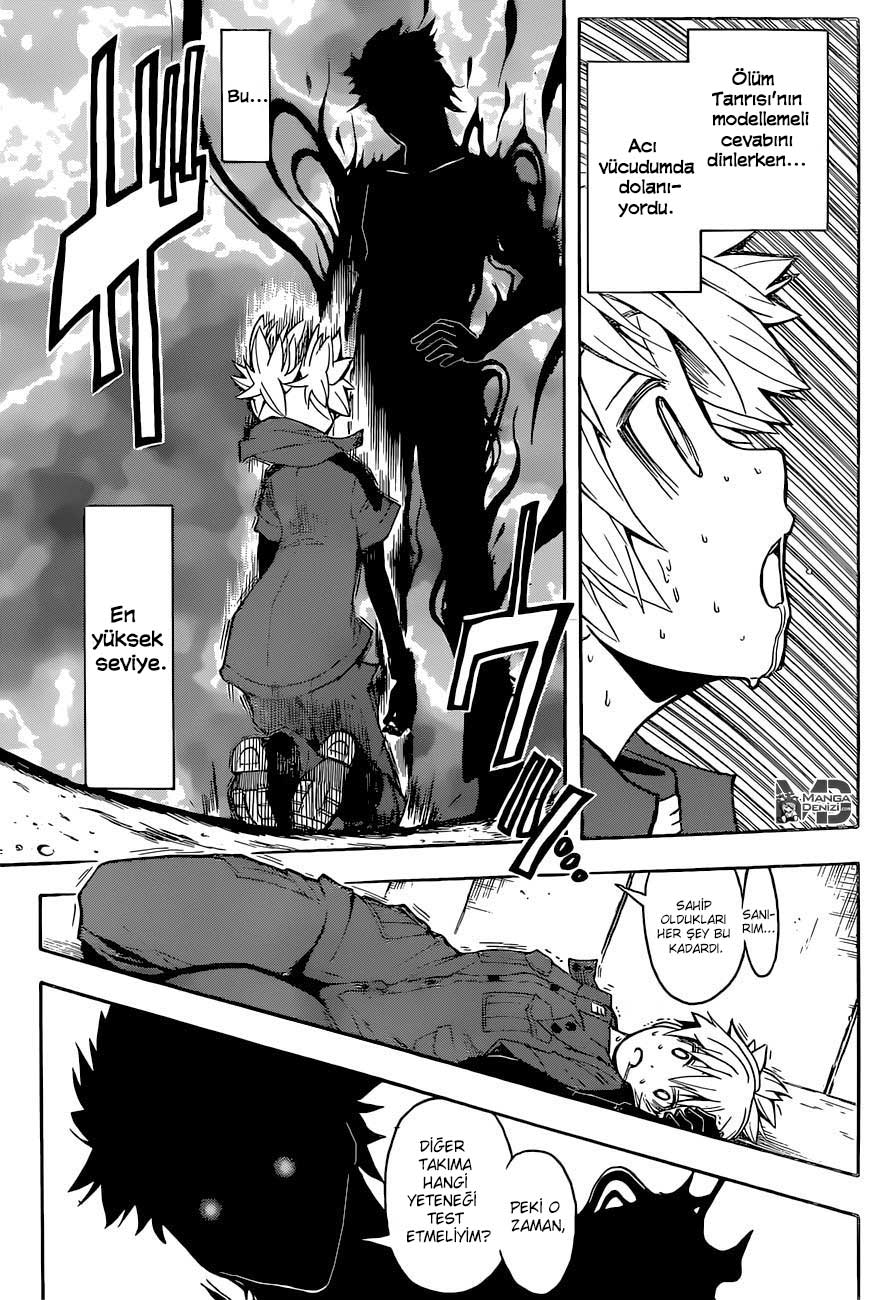 Ölüm
Tanrısı'nın
modellemeli
cevabını
dinlerken...
Acı
vücudumda
dolanı-
yordu.
Bu...
En
yüksek
seviye.
SANI-
RIM...
SAHİP
OLDUKLARI
HER ŞEY BU
KADARDI.
PEKİ O
ZAMAN,
DİĞER
TAKIMA
HANGİ
YETENEĞİ
TEST
ETMELİYİM?
MANGA
DENİZİ